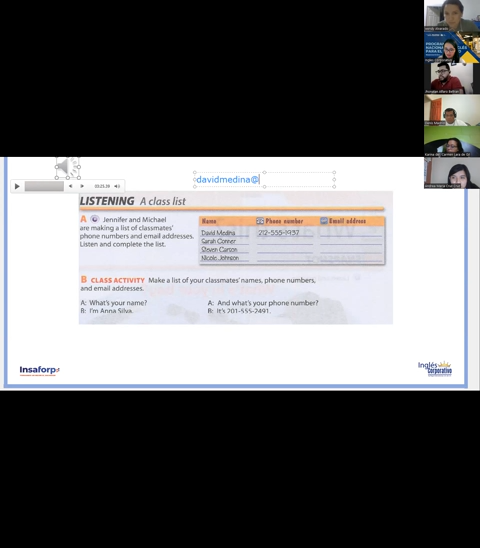 davidmedina@
00:25.39
LISTENING A class list
A Jennifer and Michael
are making a list of classmates'
phone numbers and email addresses.
Listen and complete the list.
Name Phone number Email address
David Medina 212-555-1937
Sarah Conner
Steven Carson
Nicole Johnson
B CLASS ACTIVITY Make a list of your classmates' names, phone numbers,
and email addresses.
A: What's your name?
B: I'm Anna Silva.
A: And what's your phone number?
B: It's 201-555-2491.
Insaforp
Inglés
Corporativo